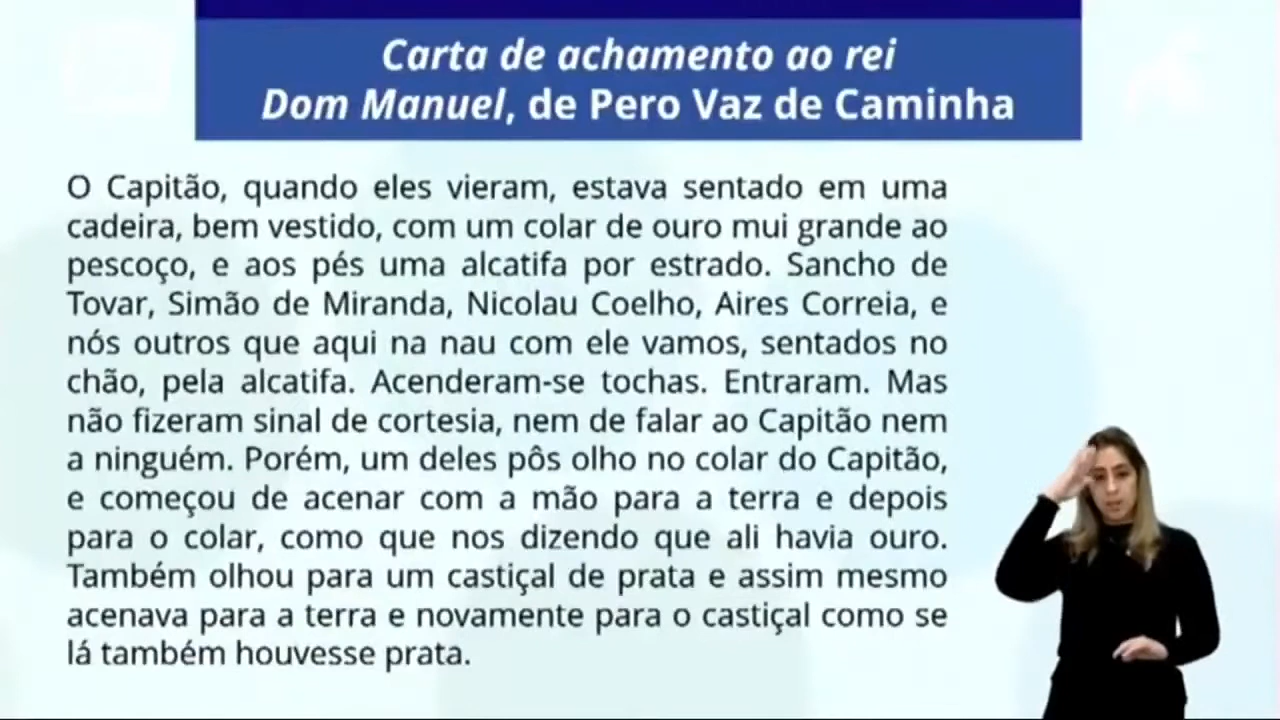 Carta de achamento ao rei
Dom Manuel, de Pero Vaz de Caminha
O Capitão, quando eles vieram, estava sentado em uma
cadeira, bem vestido, com um colar de ouro mui grande ao
pescoço, e aos pés uma alcatifa por estrado. Sancho de
Tovar, Simão de Miranda, Nicolau Coelho, Aires Correia, e
nós outros que aqui na nau com ele vamos, sentados no
chão, pela alcatifa. Acenderam-se tochas. Entraram. Mas
não fizeram sinal de cortesia, nem de falar ao Capitão nem
a ninguém. Porém, um deles pôs olho no colar do Capitão,
e começou de acenar com a mão para a terra e depois
para o colar, como que nos dizendo que ali havia ouro.
Também olhou para um castiçal de prata e assim mesmo
acenava para a terra e novamente para o castiçal como se
lá também houvesse prata.